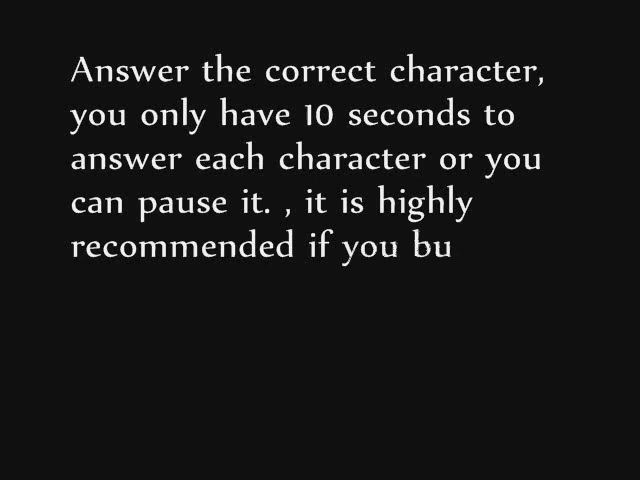 Answer the correct character,
you only have 10 seconds to
answer each character or you
can pause it. , it is highly
recommended if you bu